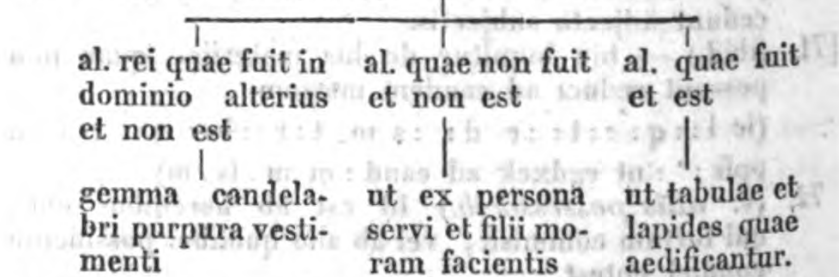 al. rei quae fuit in
dominio alterius
et non est
gemma candela-
bri purpura vesti-
menti
al. quae non fuit
et non est
ut ex persona
servi et filii mo-
ram facientis
al. quae fuit
et est
ut tabulae et
lapides quae
aedificantur.